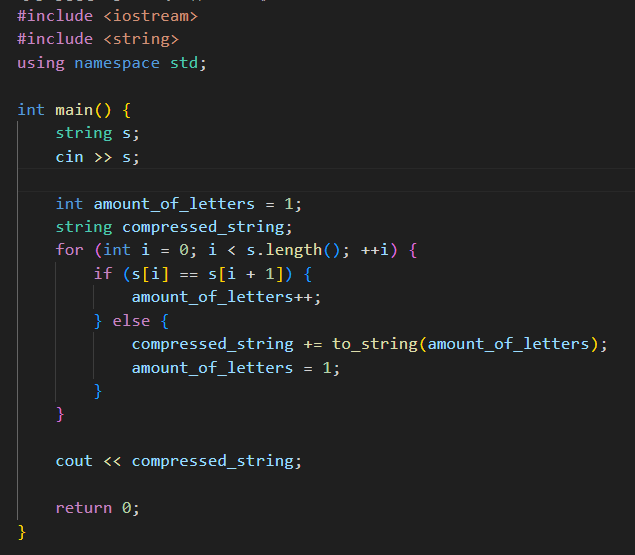 #include <iostream>
#include <string>
using namespace std;
int main() {
    string s;
    cin >> s;
    int amount_of_letters = 1;
    string compressed_string;
    for (int i = 0; i < s.length(); ++i) {
        if (s[i] == s[i + 1]) {
            amount_of_letters++;
        } else {
            compressed_string += to_string(amount_of_letters);
            amount_of_letters = 1;
        }
    }
    cout << compressed_string;
    return 0;
}